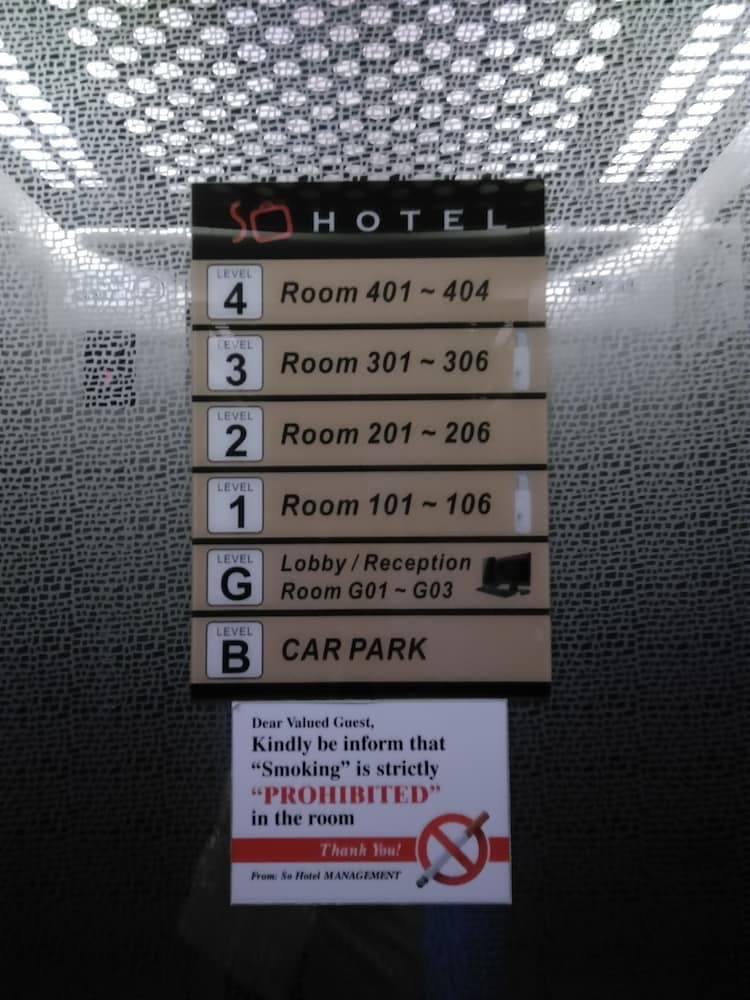 SO HOTEL
LEVEL
4
Room 401 ~ 404
LEVEL
3
Room 301 ~ 306
LEVEL
2
Room 201 ~ 206
LEVEL
1
Room 101 ~ 106
LEVEL
G
Lobby / Reception
Room G01 ~ G03
LEVEL
B
CAR PARK
Dear Valued Guest,
Kindly be inform that
“Smoking” is strictly
“PROHIBITED”
in the room
Thank You!
From: So Hotel MANAGEMENT